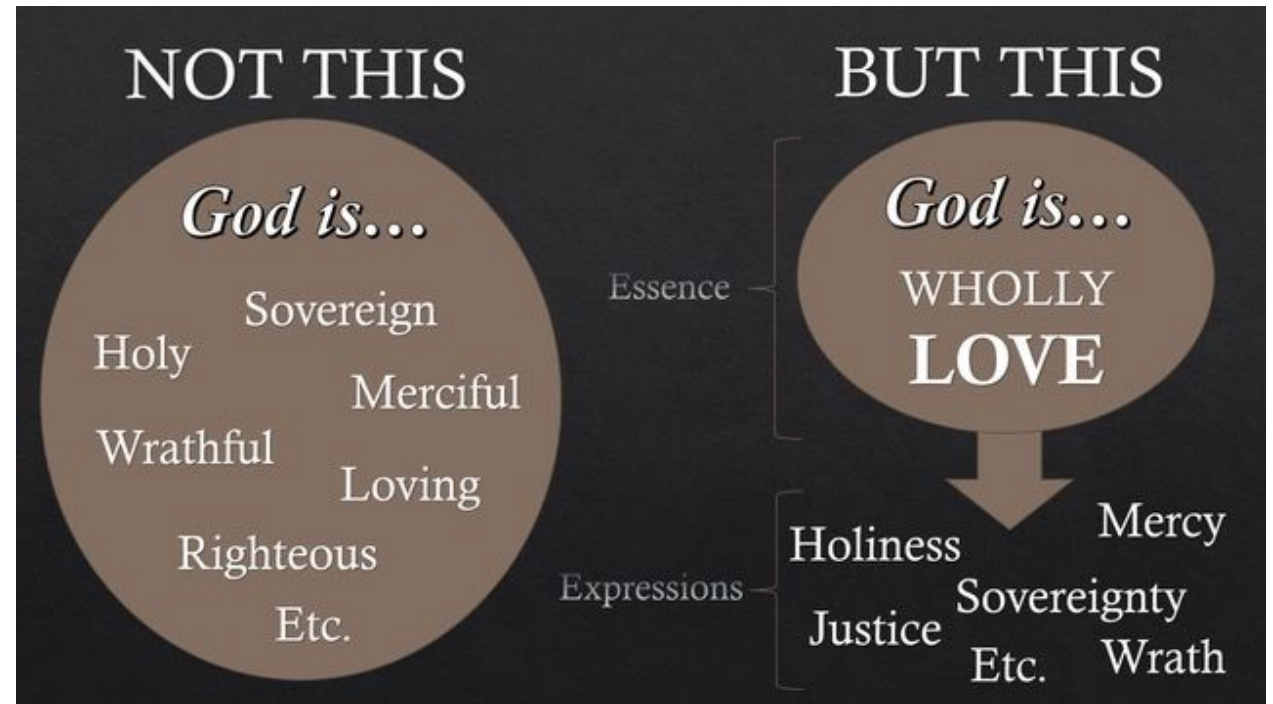 NOT THIS
God is...
Sovereign
Holy
Merciful
Wrathful
Loving
Righteous
Etc.
BUT THIS
God is...
WHOLLY
LOVE
Essence
Expressions
Mercy
Holiness
Sovereignty
Justice
Etc.
Wrath